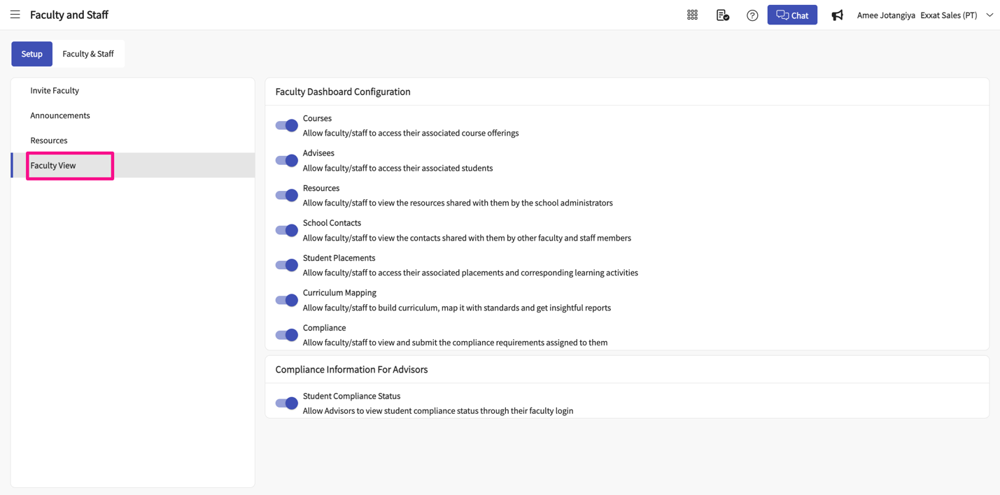 Faculty and Staff
Chat
Amee Jotangiya Exxat Sales (PT)
Setup
Faculty & Staff
Invite Faculty
Announcements
Resources
Faculty View
Faculty Dashboard Configuration
Courses
Allow faculty/staff to access their associated course offerings
Advisees
Allow faculty/staff to access their associated students
Resources
Allow faculty/staff to view the resources shared with them by the school administrators
School Contacts
Allow faculty/staff to view the contacts shared with them by other faculty and staff members
Student Placements
Allow faculty/staff to access their associated placements and corresponding learning activities
Curriculum Mapping
Allow faculty/staff to build curriculum, map it with standards and get insightful reports
Compliance
Allow faculty/staff to view and submit the compliance requirements assigned to them
Compliance Information For Advisors
Student Compliance Status
Allow Advisors to view student compliance status through their faculty login